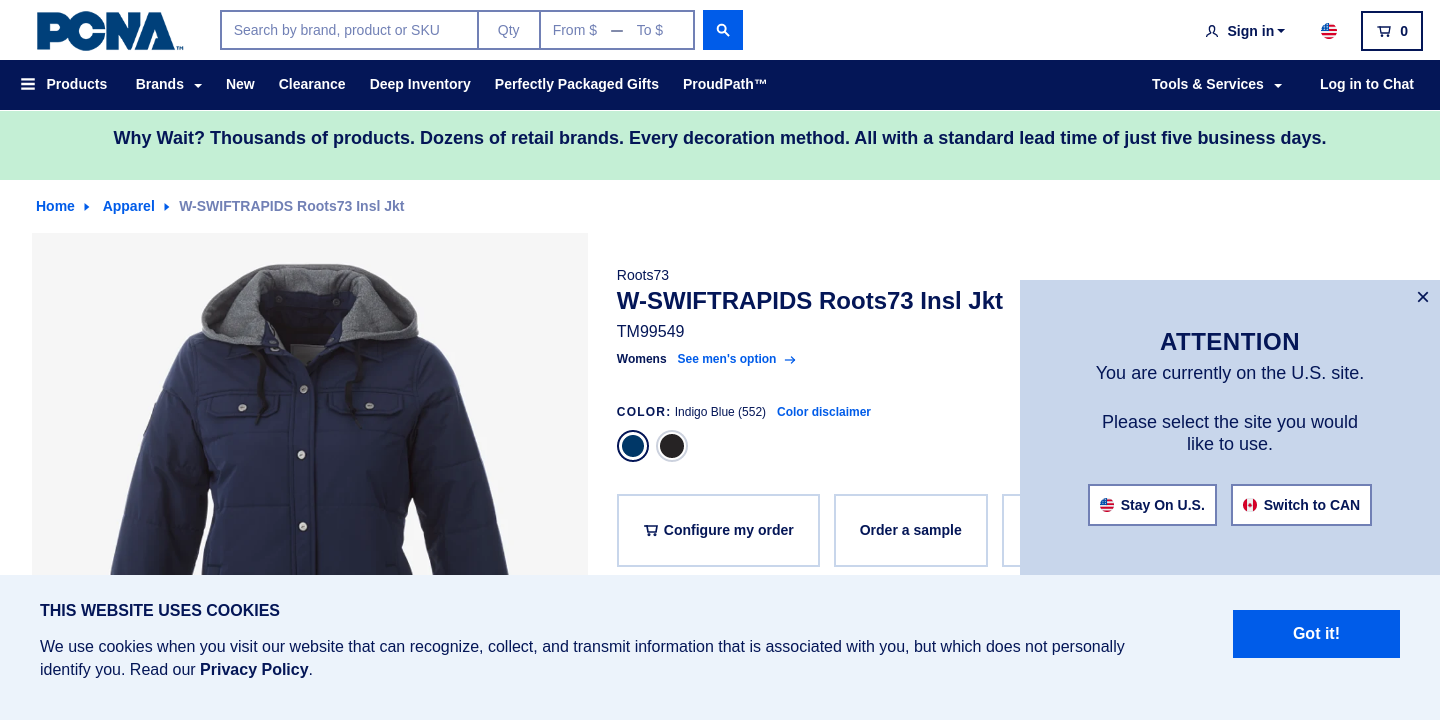 PCNA™
Search by brand, product or SKU
Qty
From $ — To $
Sign in
0
Products
Brands
New
Clearance
Deep Inventory
Perfectly Packaged Gifts
ProudPath™
Tools & Services
Log in to Chat
Why Wait? Thousands of products. Dozens of retail brands. Every decoration method. All with a standard lead time of just five business days.
Home
Apparel
W-SWIFTRAPIDS Roots73 Insl Jkt
Roots73
W-SWIFTRAPIDS Roots73 Insl Jkt
TM99549
Womens See men's option
COLOR: Indigo Blue (552) Color disclaimer
Configure my order
Order a sample
×
ATTENTION
You are currently on the U.S. site.
Please select the site you would
like to use.
Stay On U.S.
Switch to CAN
THIS WEBSITE USES COOKIES
We use cookies when you visit our website that can recognize, collect, and transmit information that is associated with you, but which does not personally
identify you. Read our Privacy Policy.
Got it!